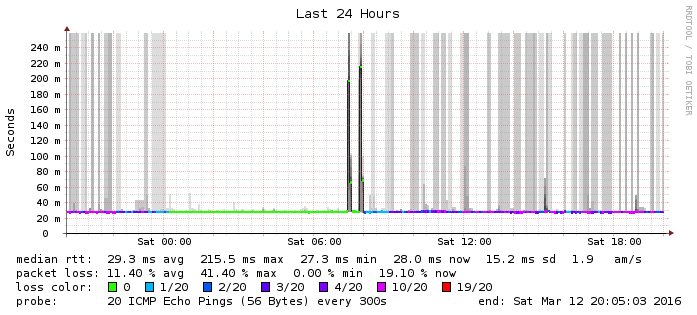 Last 24 Hours
RRDTOOL / TOBI OETIKER
Seconds
240 m
220 m
200 m
180 m
160 m
140 m
120 m
100 m
80 m
60 m
40 m
20 m
0
Sat 00:00 Sat 06:00 Sat 12:00 Sat 18:00
median rtt: 29.3 ms avg 215.5 ms max 27.3 ms min 28.0 ms now 15.2 ms sd 1.9 am/s
packet loss: 11.40 % avg 41.40 % max 0.00 % min 19.10 % now
loss color: 0 1/20 2/20 3/20 4/20 10/20 19/20
probe: 20 ICMP Echo Pings (56 Bytes) every 300s end: Sat Mar 12 20:05:03 2016